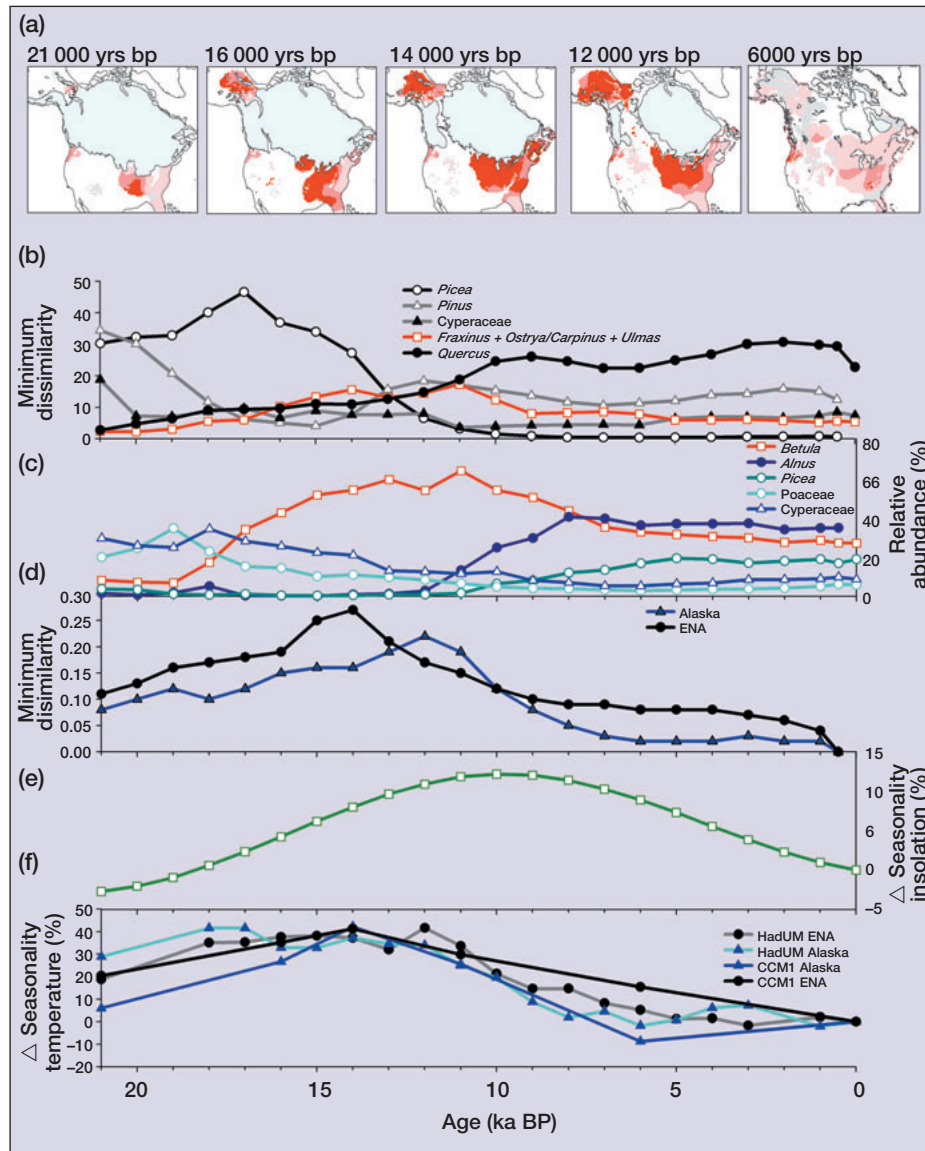 (a)
21 000 yrs bp 16 000 yrs bp 14 000 yrs bp 12 000 yrs bp 6000 yrs bp
(b)
50
40
30
20
10
0
Minimum
dissimilarity
Picea
Pinus
Cyperaceae
Fraxinus + Ostrya/Carpinus + Ulmas
Quercus
(c)
80
66
40
20
0
Relative
abundance (%)
Betula
Alnus
Picea
Poaceae
Cyperaceae
(d)
0.30
0.25
0.20
0.15
0.10
0.05
0.00
Minimum
disimilarity
Alaska
ENA
(e)
15
10
6
0
−5
△ Seasonality
insolation (%)
(f)
50
40
30
20
10
0
−10
−20
△ Seasonality
temperature (%)
HadUM ENA
HadUM Alaska
CCM1 Alaska
CCM1 ENA
20 15 10 5 0
Age (ka BP)